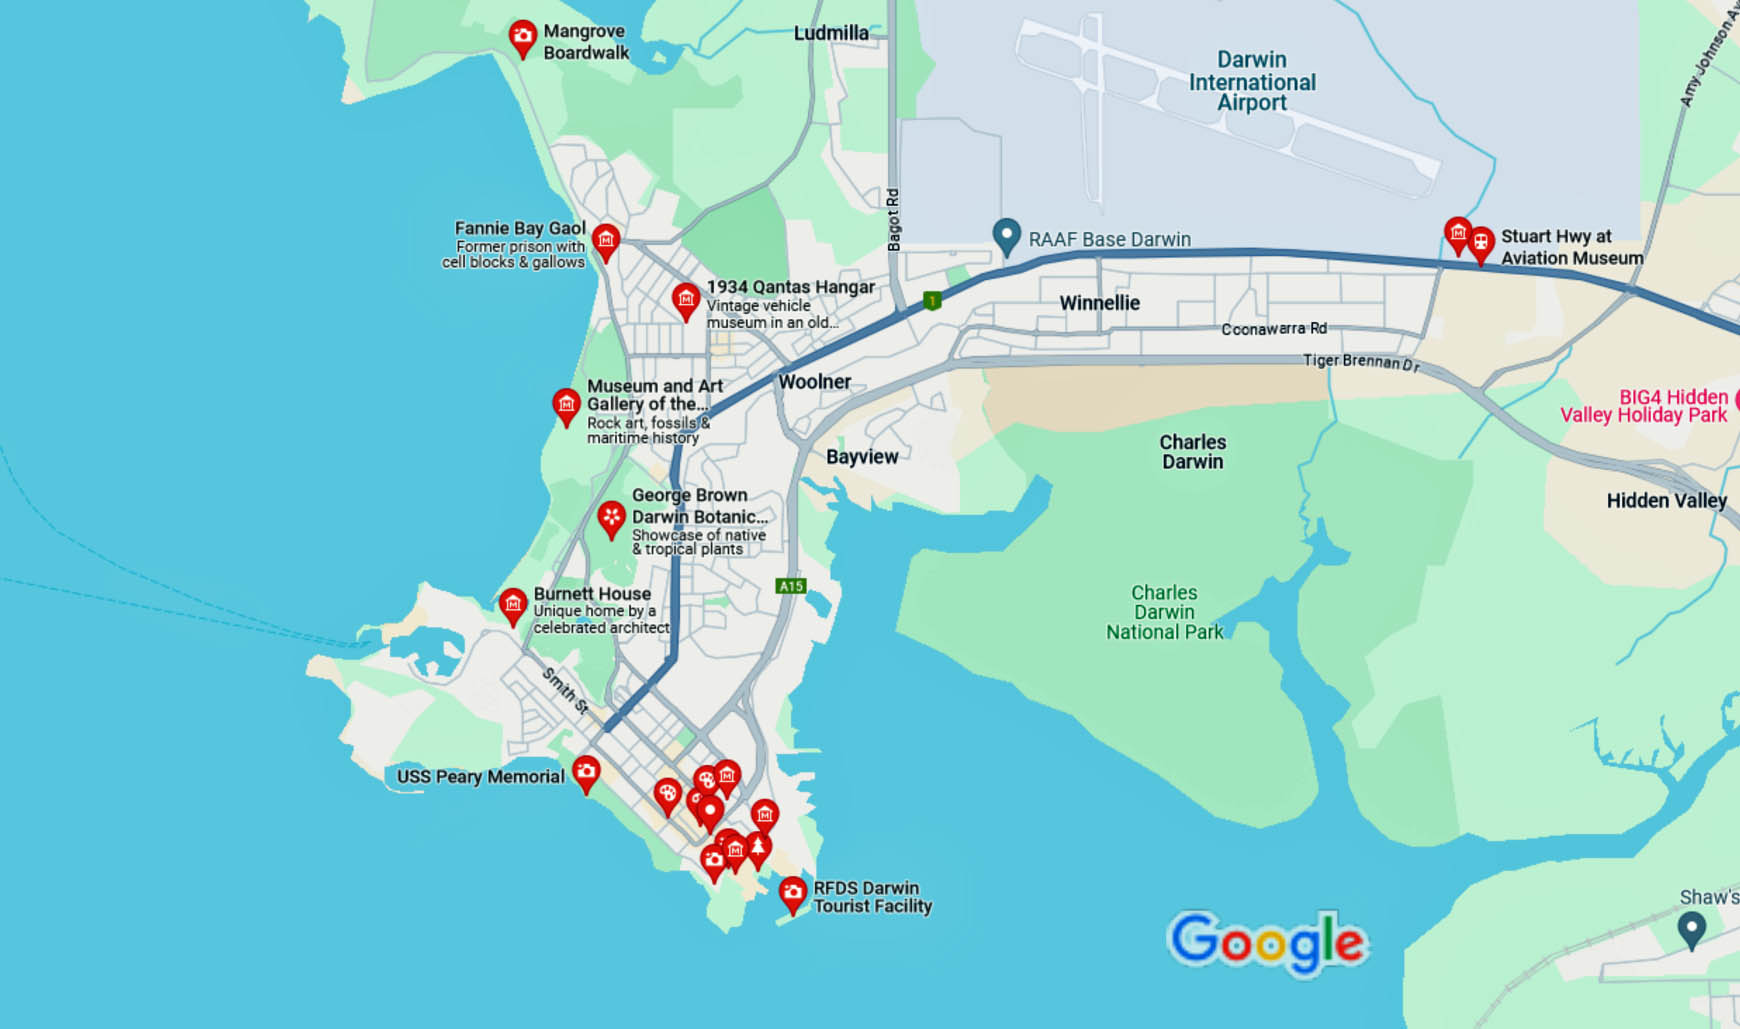 Mangrove
Boardwalk
Ludmilla
Darwin
International
Airport
Amy Johnson Av
Fannie Bay Gaol
Former prison with
cell blocks & gallows
Bagot Rd
RAAF Base Darwin
Stuart Hwy at
Aviation Museum
1934 Qantas Hangar
Vintage vehicle
museum in an old...
1
Winnellie
Coonawarra Rd
Tiger Brennan Dr
Woolner
Museum and Art
Gallery of the...
Rock art, fossils &
maritime history
BIG4 Hidden
Valley Holiday Park
Charles
Darwin
Bayview
Hidden Valley
George Brown
Darwin Botanic...
Showcase of native
& tropical plants
A15
Burnett House
Unique home by a
celebrated architect
Charles
Darwin
National Park
Smith St
USS Peary Memorial
RFDS Darwin
Tourist Facility
Shaw's
Google